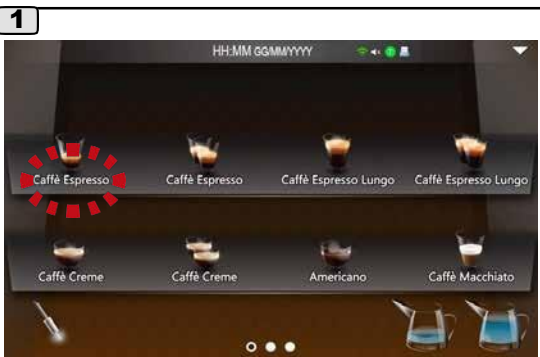 1
HH:MM GG/MM/YYYY
Caffè Espresso Caffè Espresso Caffè Espresso Lungo Caffè Espresso Lungo
Caffè Creme Caffè Creme Americano Caffè Macchiato